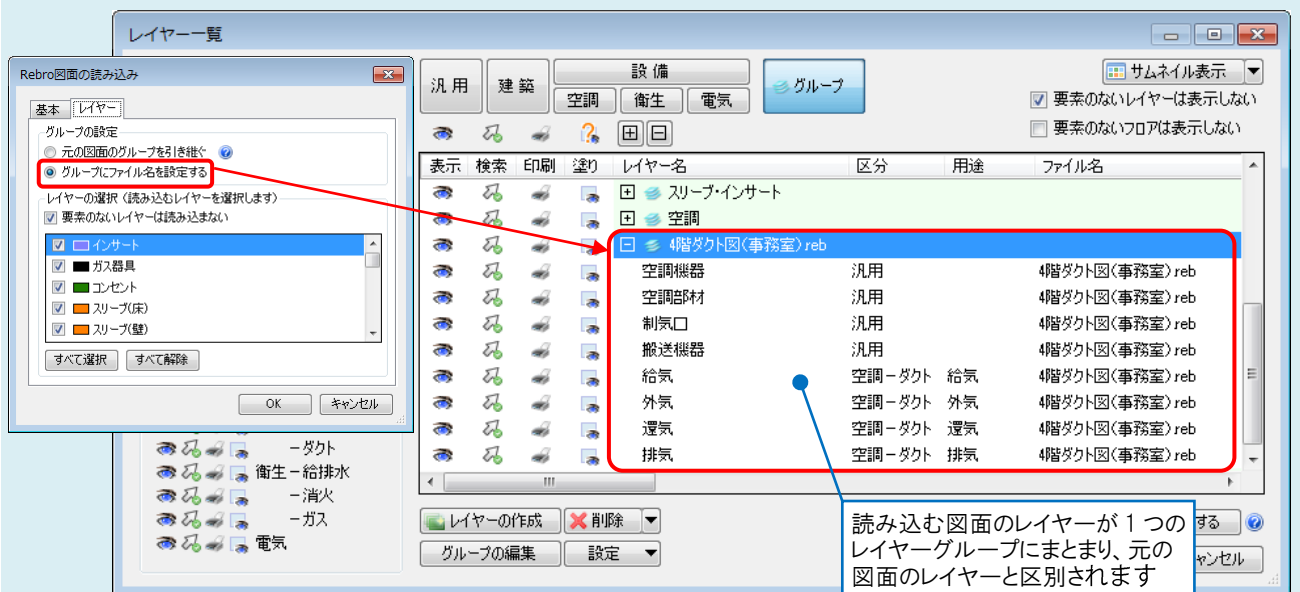 レイヤー一覧
Rebro図面の読み込み
基本 レイヤー
グループの設定
元の図面のグループを引き継ぐ
グループにファイル名を設定する
レイヤーの選択（読み込むレイヤーを選択します）
要素のないレイヤーは読み込まない
インサート
ガス器具
コンセント
スリーブ(床)
スリーブ(壁)
すべて選択 すべて解除
OK キャンセル
汎用 建築 設備 グループ
空調 衛生 電気
サムネイル表示
要素のないレイヤーは表示しない
要素のないフロアは表示しない
表示 検索 印刷 塗り レイヤー名 区分 用途 ファイル名
スリーブ・インサート
空調
4階ダクト図(事務室).reb
空調機器 汎用 4階ダクト図(事務室).reb
空調部材 汎用 4階ダクト図(事務室).reb
制気口 汎用 4階ダクト図(事務室).reb
搬送機器 汎用 4階ダクト図(事務室).reb
給気 空調－ダクト 給気 4階ダクト図(事務室).reb
外気 空調－ダクト 外気 4階ダクト図(事務室).reb
還気 空調－ダクト 還気 4階ダクト図(事務室).reb
排気 空調－ダクト 排気 4階ダクト図(事務室).reb
－ダクト
衛生－給排水
－消火
－ガス
電気
レイヤーの作成 削除
グループの編集 設定
する
ャンセル
読み込む図面のレイヤーが1つの
レイヤーグループにまとまり、元の
図面のレイヤーと区別されます